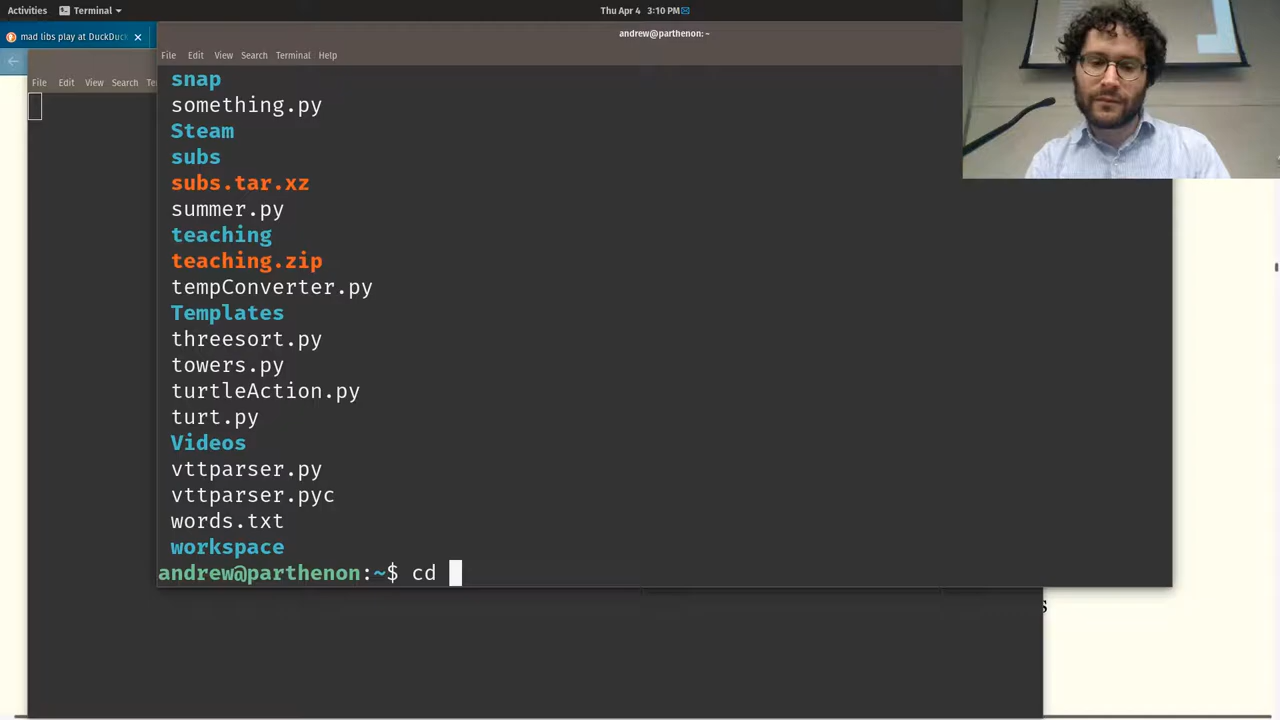 Activities Terminal Thu Apr 4 3:10 PM
mad libs play at DuckDuc
andrew@parthenon: ~
File Edit View Search Terminal Help
File Edit View Search Te
snap
something.py
Steam
subs
subs.tar.xz
summer.py
teaching
teaching.zip
tempConverter.py
Templates
threesort.py
towers.py
turtleAction.py
turt.py
Videos
vttparser.py
vttparser.pyc
words.txt
workspace
andrew@parthenon:~$ cd
s